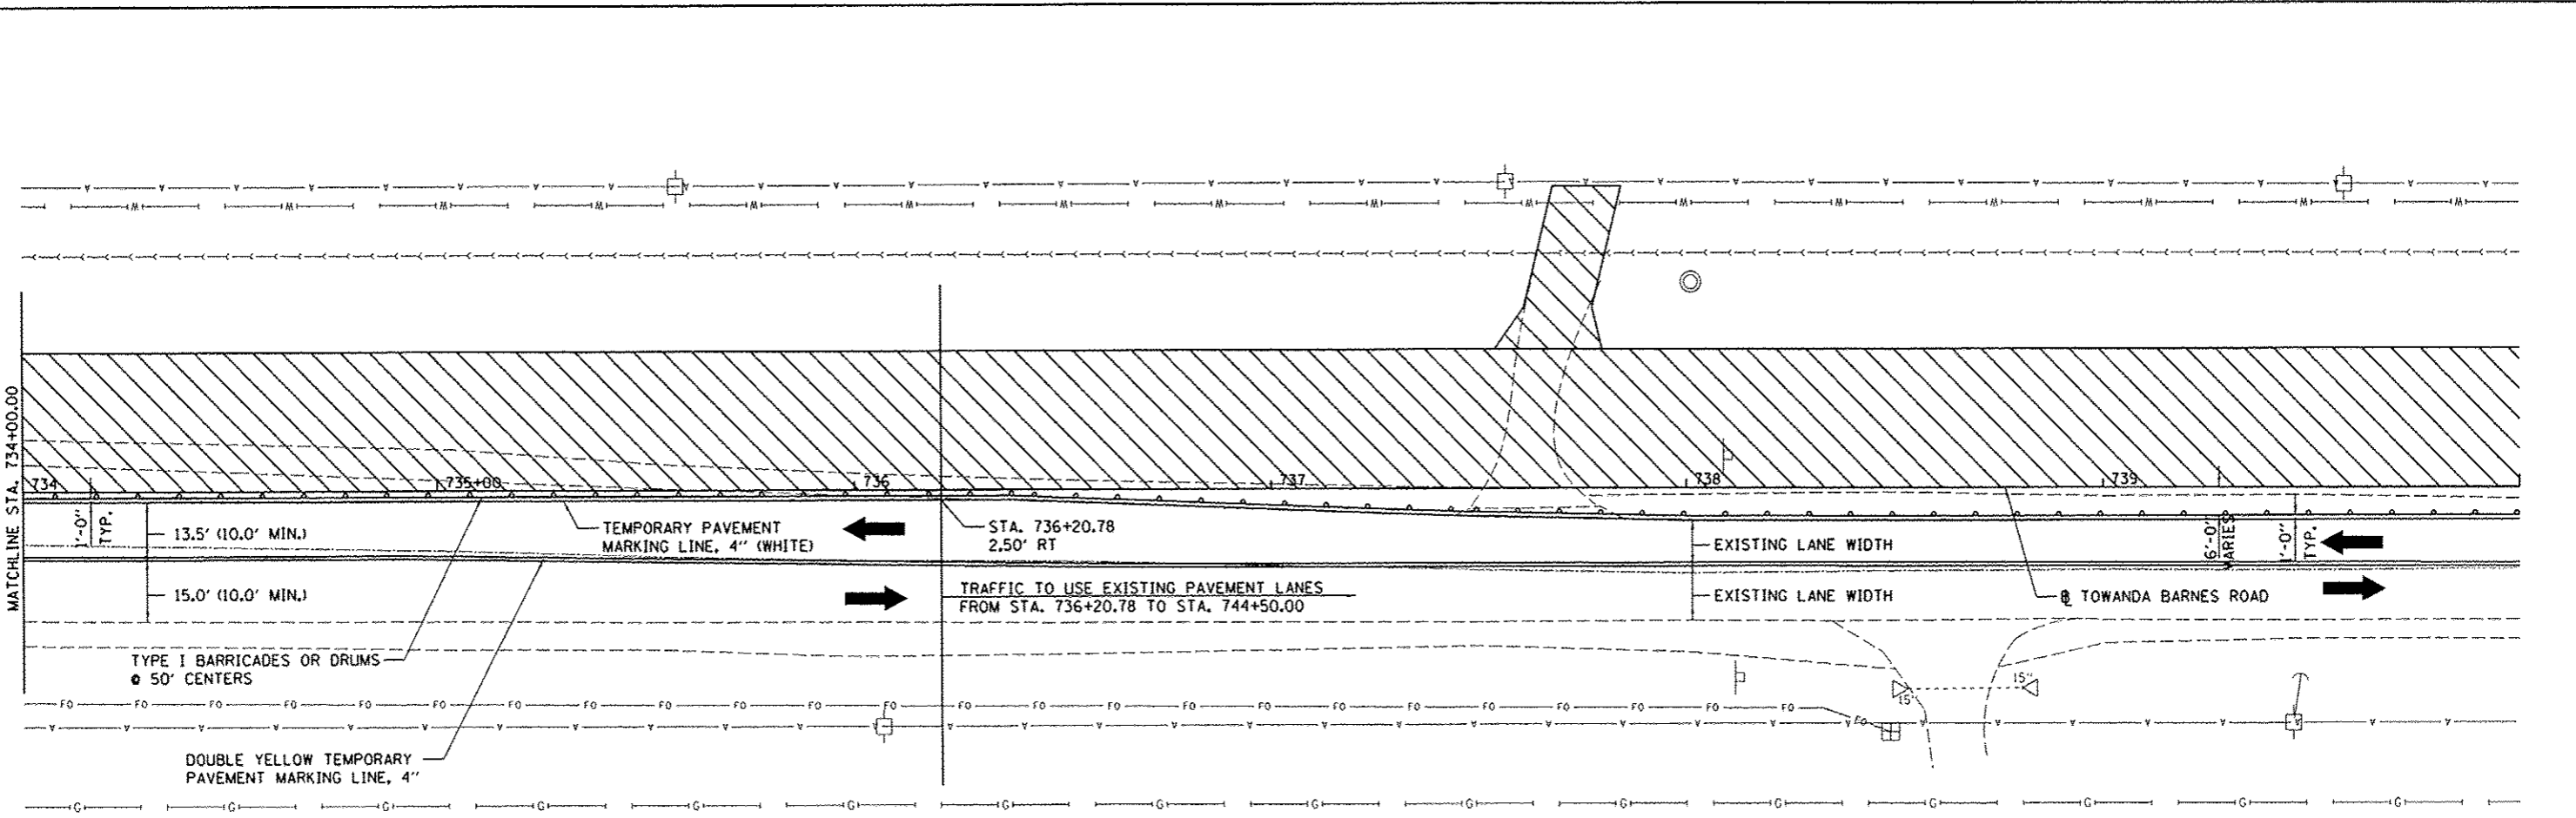 MATCHLINE STA. 734+00.00
734
735+00
736
737
738
739
1'-0"
TYP.
13.5' (10.0' MIN.)
15.0' (10.0' MIN.)
TEMPORARY PAVEMENT
MARKING LINE, 4" (WHITE)
STA. 736+20.78
2.50' RT
TRAFFIC TO USE EXISTING PAVEMENT LANES
FROM STA. 736+20.78 TO STA. 744+50.00
EXISTING LANE WIDTH
EXISTING LANE WIDTH
6'-0"
VARIES
1'-0"
TYP.
℄ TOWANDA BARNES ROAD
TYPE I BARRICADES OR DRUMS
@ 50' CENTERS
15"
15"
DOUBLE YELLOW TEMPORARY
PAVEMENT MARKING LINE, 4"